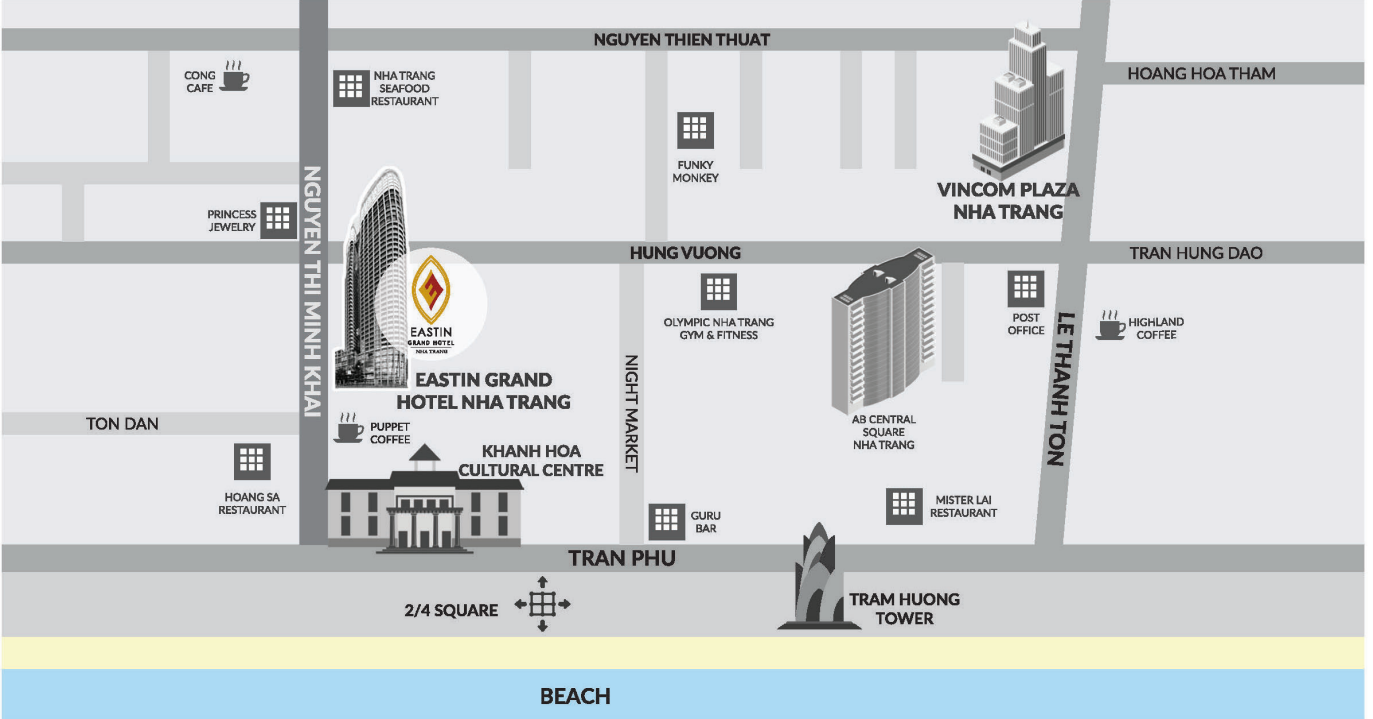 NGUYEN THIEN THUAT
HOANG HOA THAM
CONG
CAFE
NHA TRANG
SEAFOOD
RESTAURANT
FUNKY
MONKEY
VINCOM PLAZA
NHA TRANG
PRINCESS
JEWELRY
NGUYEN THI MINH KHAI
HUNG VUONG
TRAN HUNG DAO
EASTIN
GRAND HOTEL
NHA TRANG
OLYMPIC NHA TRANG
GYM & FITNESS
POST
OFFICE
LE THANH TON
HIGHLAND
COFFEE
EASTIN GRAND
HOTEL NHA TRANG
NIGHT MARKET
TON DAN
PUPPET
COFFEE
AB CENTRAL
SQUARE
NHA TRANG
KHANH HOA
CULTURAL CENTRE
HOANG SA
RESTAURANT
GURU
BAR
MISTER LAI
RESTAURANT
TRAN PHU
2/4 SQUARE
TRAM HUONG
TOWER
BEACH